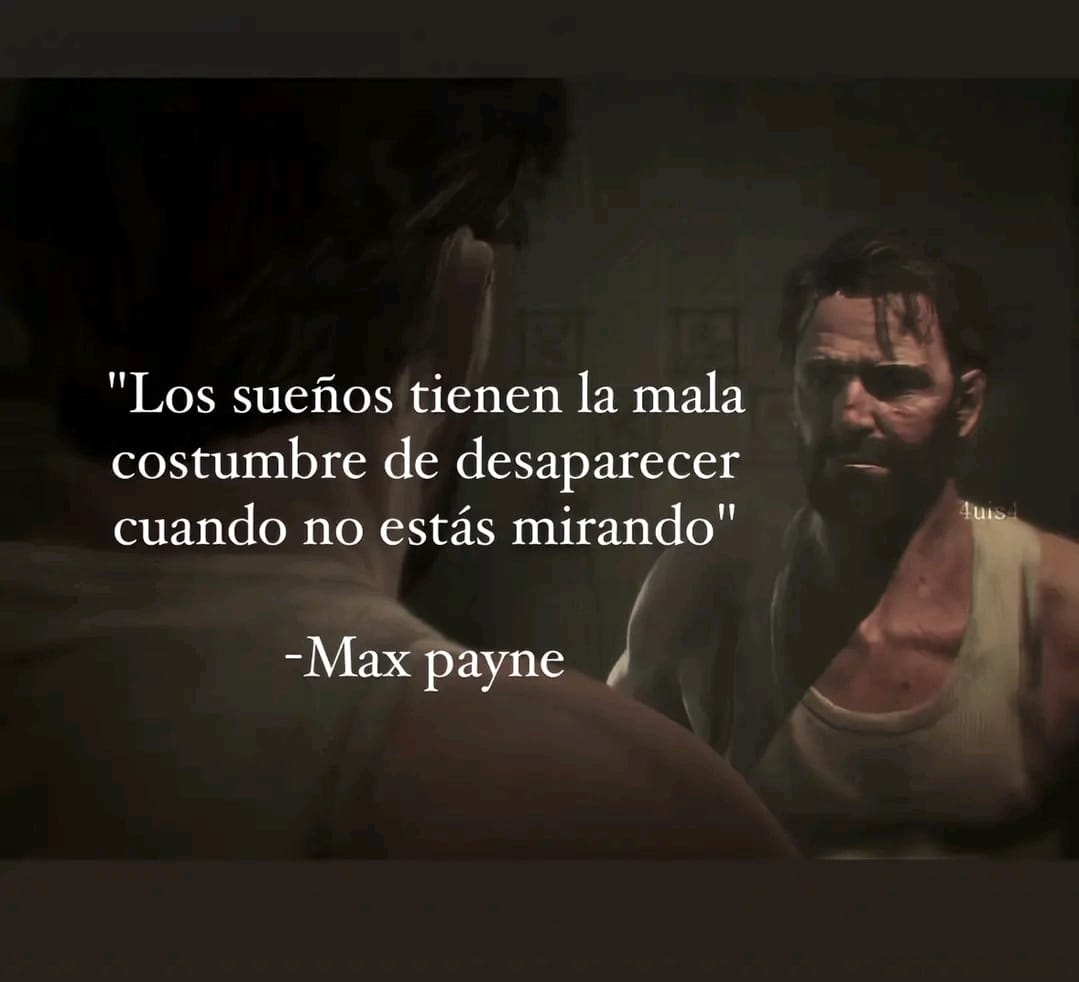 "Los sueños tienen la mala
costumbre de desaparecer
cuando no estás mirando"
-Max payne